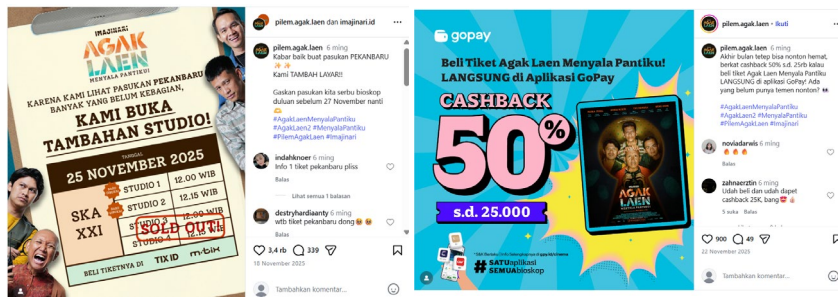 IMAJINARI
AGAK
LAEN
MENYALA PANTIKU!
KARENA KAMI LIHAT PASUKAN PEKANBARU
BANYAK YANG BELUM KEBAGIAN,
KAMI BUKA
TAMBAHAN STUDIO!
TANGGAL
25 NOVEMBER 2025
SKA
XXI
STUDIO 1 12.00 WIB
STUDIO 2 12.15 WIB
STUDIO 3 12.00 WIB
STUDIO 4 12.15 WIB
SOLD OUT!
BELI TIKETNYA DI TIX ID m-tix
pilem.agak.laen dan imajinari.id
pilem.agak.laen 6 ming
Kabar baik buat pasukan PEKANBARU
Kami TAMBAH LAYAR!!
Gaskan pasukan kita serbu bioskop
duluan sebelum 27 November nanti
#AgakLaenMenyalaPantiku
#AgakLaen2 #MenyalaPantiku
#PilemAgakLaen #Imajinari
indahknoer 6 ming
Info 1 tiket pekanbaru pliss
Balas
Lihat semua 1 balasan
destryhardiaanty 6 ming
wtb tiket pekanbaru dong
Balas
3,4 rb 339
18 November 2025
Tambahkan komentar...
gopay
Beli Tiket Agak Laen Menyala Pantiku!
LANGSUNG di Aplikasi GoPay
CASHBACK
50%
s.d. 25.000
AGAK
LAEN
#SATUaplikasi
SEMUAbioskop
pilem.agak.laen • Ikuti
pilem.agak.laen 6 ming
Akhir bulan tetep bisa nonton hemat,
berkat cashback 50% s.d. 25rb kalau
beli tiket Agak Laen Menyala Pantiku
LANGSUNG di aplikasi GoPay! Ada
yang belum punya temen nonton?
#AgakLaenMenyalaPantiku
#AgakLaen2 #MenyalaPantiku
#PilemAgakLaen #Imajinari
noviadarwis 6 ming
Balas
zahnaerztin 6 ming
Udah beli dan udah dapet
cashback 25K, bang
5 suka Balas
900 49
22 November 2025
Tambahkan komentar...